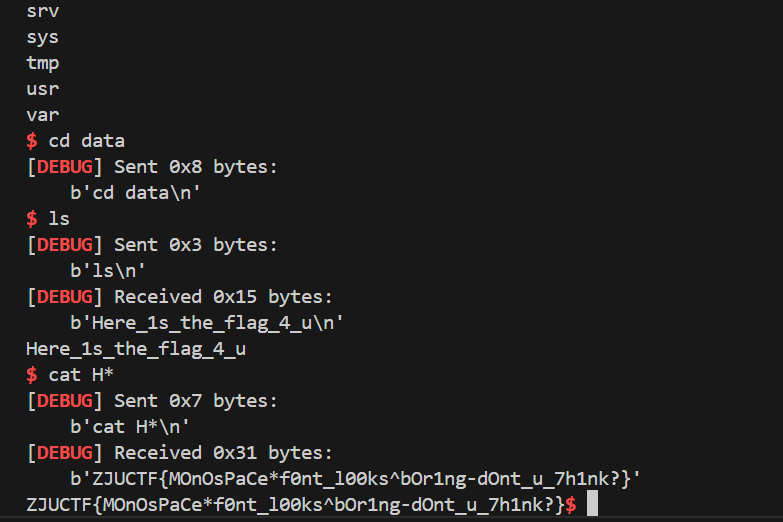 srv
sys
tmp
usr
var
$ cd data
[DEBUG] Sent 0x8 bytes:
b'cd data\n'
$ ls
[DEBUG] Sent 0x3 bytes:
b'ls\n'
[DEBUG] Received 0x15 bytes:
b'Here_1s_the_flag_4_u\n'
Here_1s_the_flag_4_u
$ cat H*
[DEBUG] Sent 0x7 bytes:
b'cat H*\n'
[DEBUG] Received 0x31 bytes:
b'ZJUCTF{MOnOsPaCe*f0nt_l00ks^bOr1ng-dOnt_u_7h1nk?}'
ZJUCTF{MOnOsPaCe*f0nt_l00ks^bOr1ng-dOnt_u_7h1nk?}$